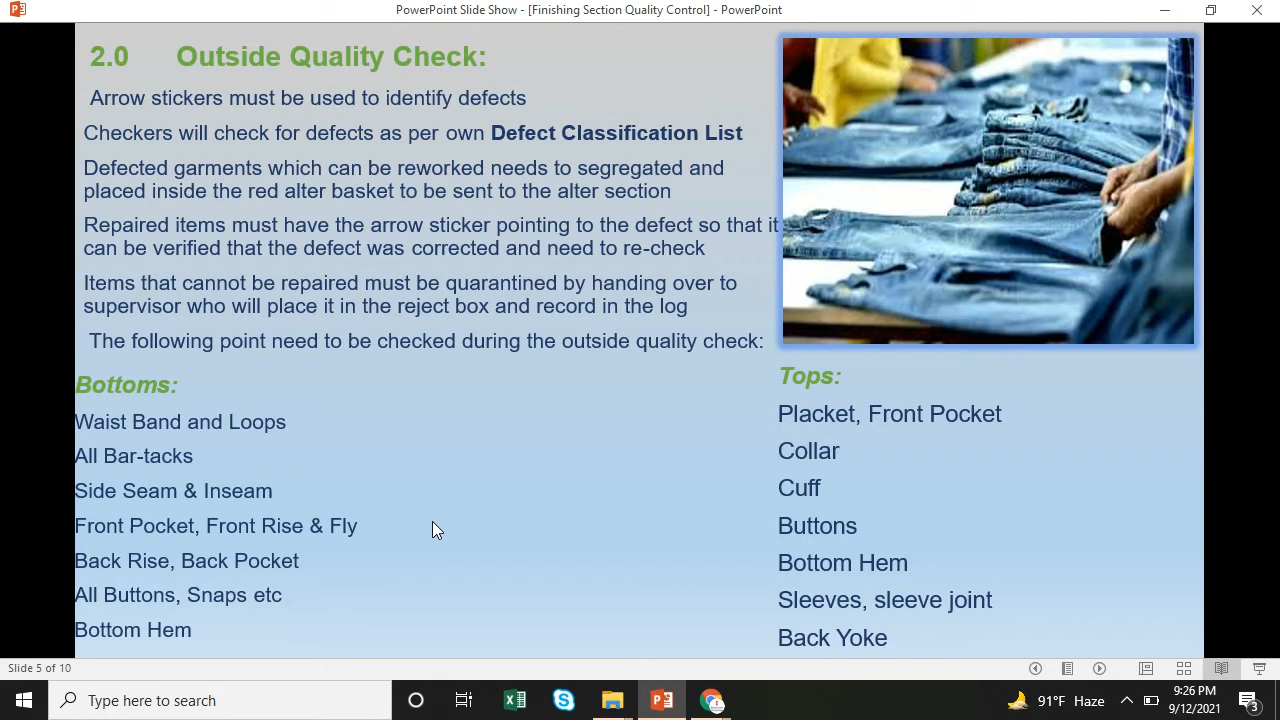 PowerPoint Slide Show - [Finishing Section Quality Control] - PowerPoint
2.0 Outside Quality Check:
Arrow stickers must be used to identify defects
Checkers will check for defects as per own Defect Classification List
Defected garments which can be reworked needs to segregated and
placed inside the red alter basket to be sent to the alter section
Repaired items must have the arrow sticker pointing to the defect so that it
can be verified that the defect was corrected and need to re-check
Items that cannot be repaired must be quarantined by handing over to
supervisor who will place it in the reject box and record in the log
The following point need to be checked during the outside quality check:
Bottoms:
Waist Band and Loops
All Bar-tacks
Side Seam & Inseam
Front Pocket, Front Rise & Fly
Back Rise, Back Pocket
All Buttons, Snaps etc
Bottom Hem
Tops:
Placket, Front Pocket
Collar
Cuff
Buttons
Bottom Hem
Sleeves, sleeve joint
Back Yoke
Slide 5 of 10
Type here to search
91°F Haze
9:26 PM
9/12/2021
3